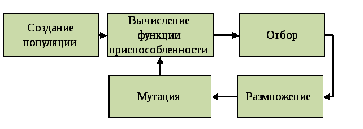 Создание
популяции
Вычисление
функции
приспособленности
Отбор
Мутация
Размножение